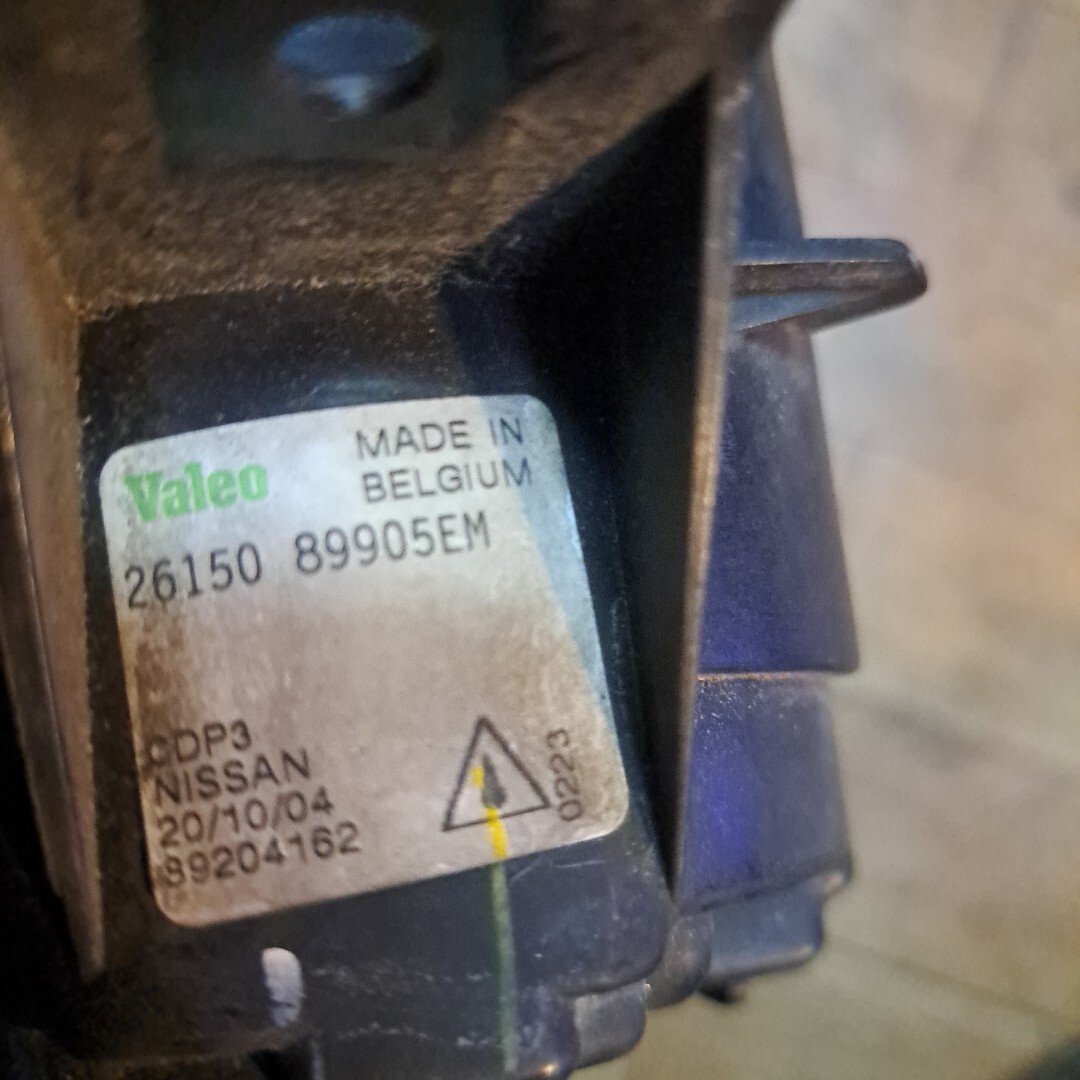 Valeo
MADE IN
BELGIUM
26150 89905EM
CDP3
NISSAN
20/10/04
89204162
0223